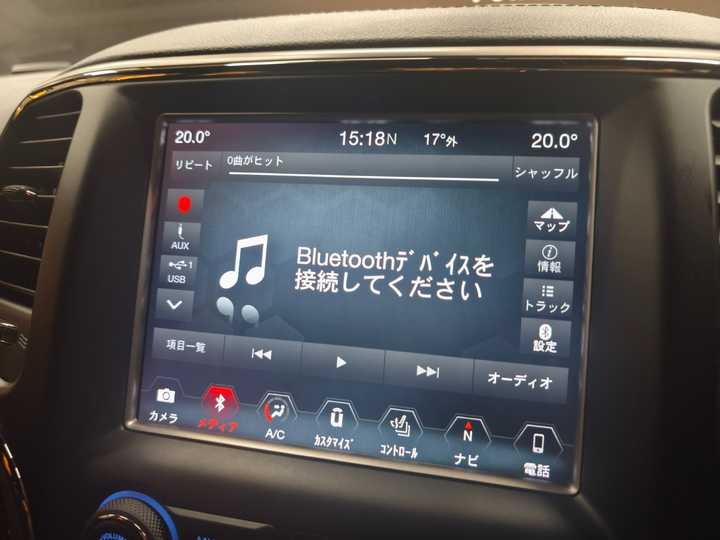 20.0°
15:18N
17°外
20.0°
リピート
0曲がヒット
シャッフル
AUX
1
USB
Bluetoothﾃﾞﾊﾞｲｽを
接続してください
マップ
情報
トラック
設定
項目一覧
オーディオ
カメラ
メディア
A/C
ｶｽﾀﾏｲｽﾞ
ｺﾝﾄﾛｰﾙ
N
ナビ
電話
VOLUME